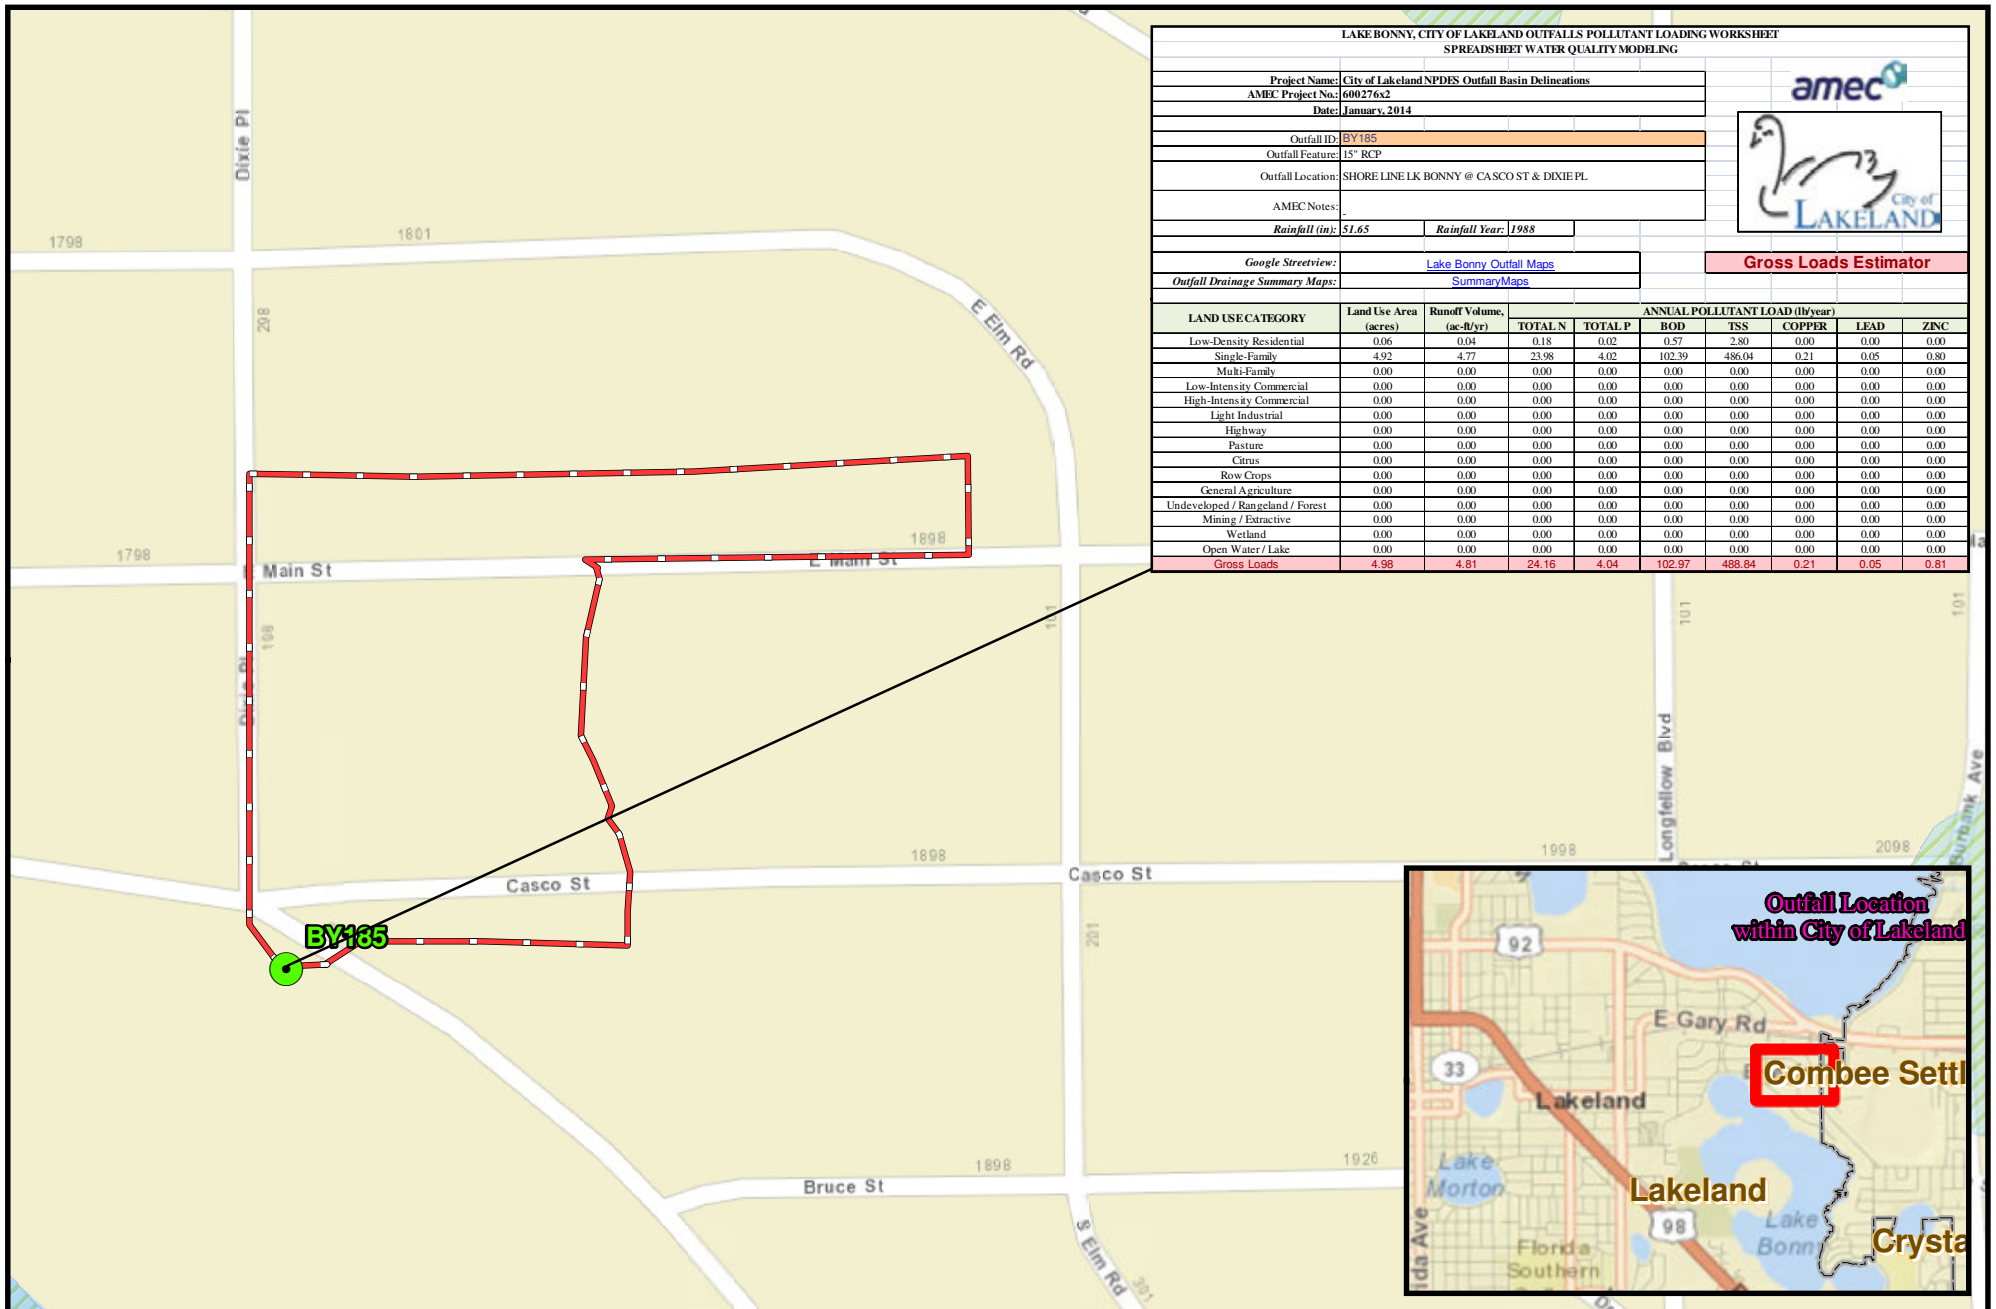 LAKE BONNY, CITY OF LAKELAND OUTFALLS POLLUTANT LOADING WORKSHEET
SPREADSHEET WATER QUALITY MODELING
Project Name: City of Lakeland NPDES Outfall Basin Delineations
AMEC Project No.: 600276x2
Date: January, 2014
amec
Outfall ID: BY185
Outfall Feature: 15" RCP
Outfall Location: SHORE LINE LK BONNY @ CASCO ST & DIXIE PL
AMEC Notes: -
City of
LAKELAND
Rainfall (in): 51.65 Rainfall Year: 1988
Google Streetview: Lake Bonny Outfall Maps
Gross Loads Estimator
Outfall Drainage Summary Maps: SummaryMaps
LAND USE CATEGORY Land Use Area (acres) Runoff Volume, (ac-ft/yr) ANNUAL POLLUTANT LOAD (lb/year)
TOTAL N TOTAL P BOD TSS COPPER LEAD ZINC
Low-Density Residential 0.06 0.04 0.18 0.02 0.57 2.80 0.00 0.00 0.00
Single-Family 4.92 4.77 23.98 4.02 102.39 486.04 0.21 0.05 0.80
Multi-Family 0.00 0.00 0.00 0.00 0.00 0.00 0.00 0.00 0.00
Low-Intensity Commercial 0.00 0.00 0.00 0.00 0.00 0.00 0.00 0.00 0.00
High-Intensity Commercial 0.00 0.00 0.00 0.00 0.00 0.00 0.00 0.00 0.00
Light Industrial 0.00 0.00 0.00 0.00 0.00 0.00 0.00 0.00 0.00
Highway 0.00 0.00 0.00 0.00 0.00 0.00 0.00 0.00 0.00
Pasture 0.00 0.00 0.00 0.00 0.00 0.00 0.00 0.00 0.00
Citrus 0.00 0.00 0.00 0.00 0.00 0.00 0.00 0.00 0.00
Row Crops 0.00 0.00 0.00 0.00 0.00 0.00 0.00 0.00 0.00
General Agriculture 0.00 0.00 0.00 0.00 0.00 0.00 0.00 0.00 0.00
Undeveloped / Rangeland / Forest 0.00 0.00 0.00 0.00 0.00 0.00 0.00 0.00 0.00
Mining / Extractive 0.00 0.00 0.00 0.00 0.00 0.00 0.00 0.00 0.00
Wetland 0.00 0.00 0.00 0.00 0.00 0.00 0.00 0.00 0.00
Open Water / Lake 0.00 0.00 0.00 0.00 0.00 0.00 0.00 0.00 0.00
Gross Loads 4.98 4.81 24.16 4.04 102.97 488.84 0.21 0.05 0.81
Dixie Pl
1798
1801
298
E Elm Rd
1798
E Main St
1898
E Main St
198
Dixie Pl
101
101
101
Longfellow Blvd
Burbank Ave
1898
1998
2098
Casco St
Casco St
BY185
201
1898
1926
Bruce St
S Elm Rd
301
Outfall Location
within City of Lakeland
92
E Gary Rd
33
Combee Settl
Lakeland
Lake
Morton
Lakeland
98
Lake
Bonny
Crysta
Florida
Southern
ida Ave